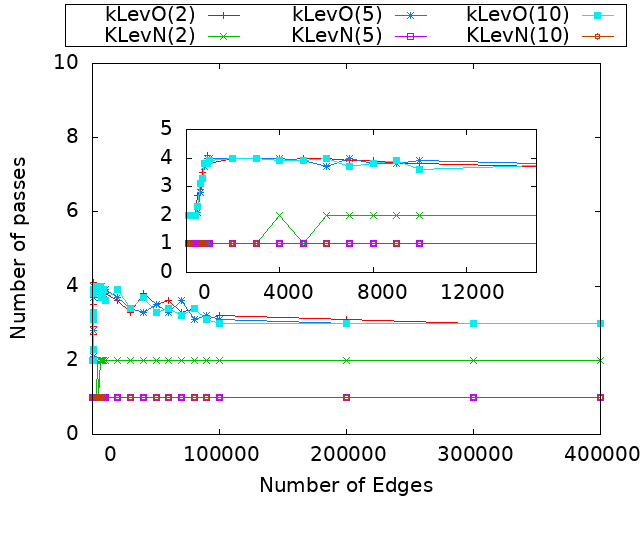 kLevO(2) kLevO(5) kLevO(10)
KLevN(2) KLevN(5) KLevN(10)
10
8
6
4
2
0
Number of passes
5
4
3
2
1
0
0 4000 8000 12000
0 100000 200000 300000 400000
Number of Edges